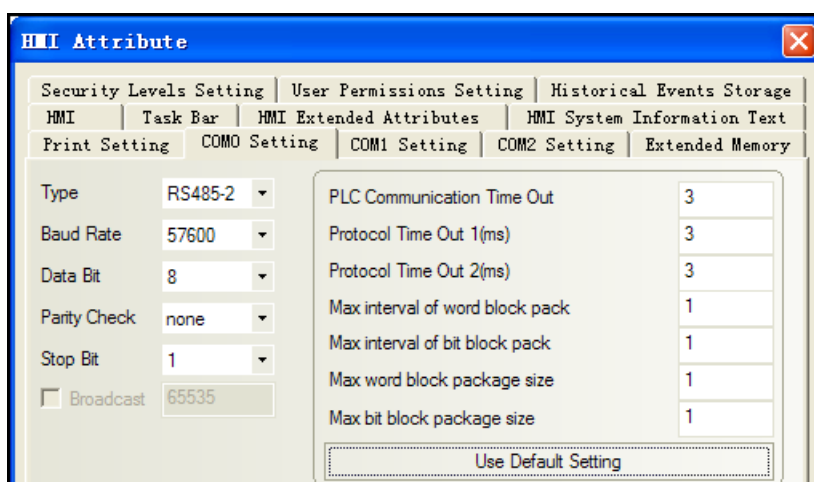 HMI Attribute
Security Levels Setting User Permissions Setting Historical Events Storage
HMI Task Bar HMI Extended Attributes HMI System Information Text
Print Setting COM0 Setting COM1 Setting COM2 Setting Extended Memory
Type RS485-2
Baud Rate 57600
Data Bit 8
Parity Check none
Stop Bit 1
Broadcast 65535
PLC Communication Time Out 3
Protocol Time Out 1(ms) 3
Protocol Time Out 2(ms) 3
Max interval of word block pack 1
Max interval of bit block pack 1
Max word block package size 1
Max bit block package size 1
Use Default Setting